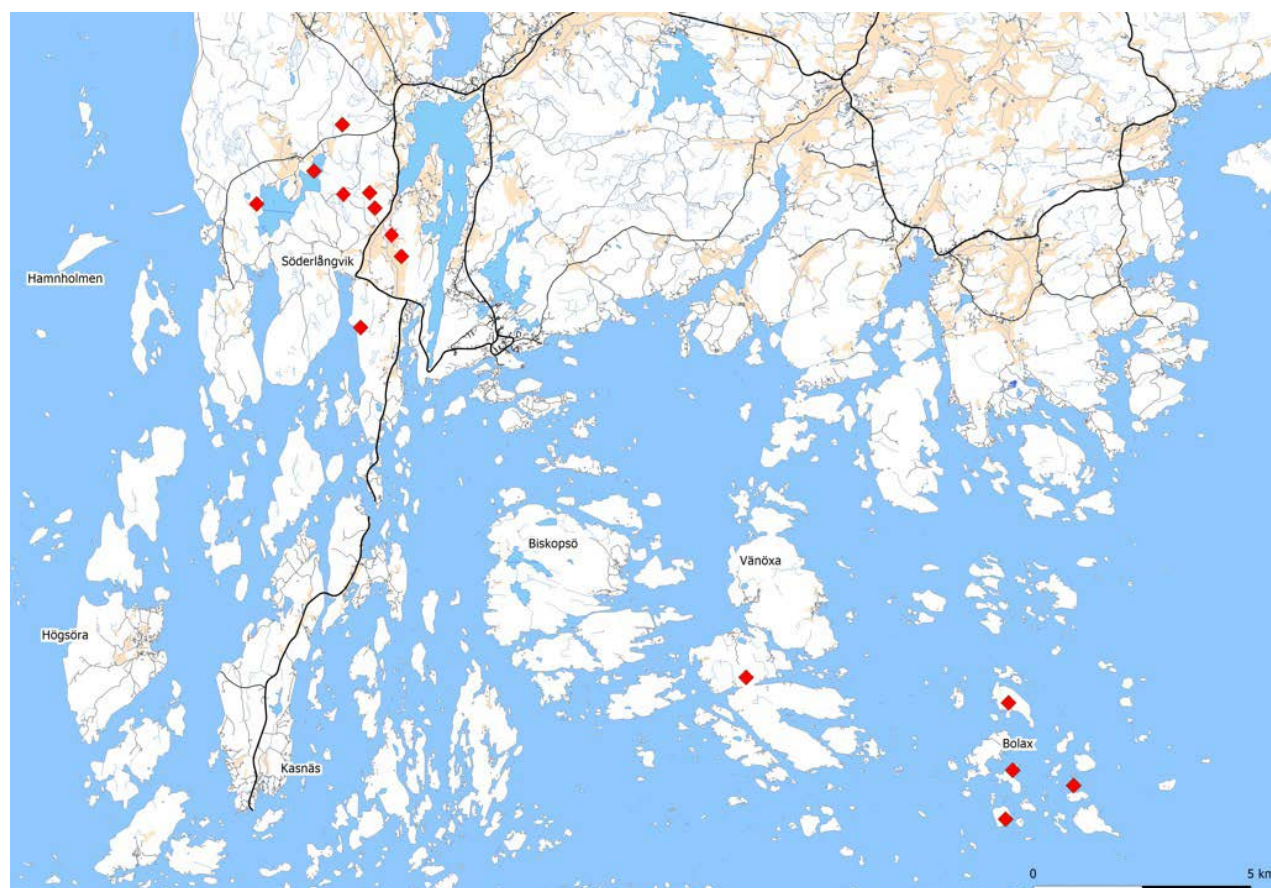 Söderlångvik
Hamnholmen
Biskopsö
Vänöxa
Högsöra
Bolax
Kasnäs
0 5 km